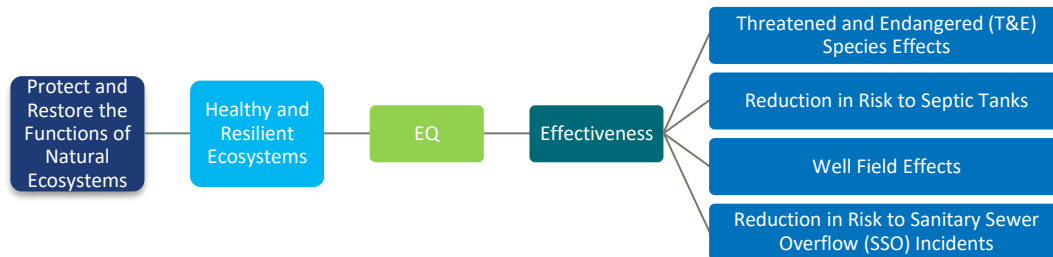 Protect and
Restore the
Functions of
Natural
Ecosystems
Healthy and
Resilient
Ecosystems
EQ
Effectiveness
Threatened and Endangered (T&E)
Species Effects
Reduction in Risk to Septic Tanks
Well Field Effects
Reduction in Risk to Sanitary Sewer
Overflow (SSO) Incidents